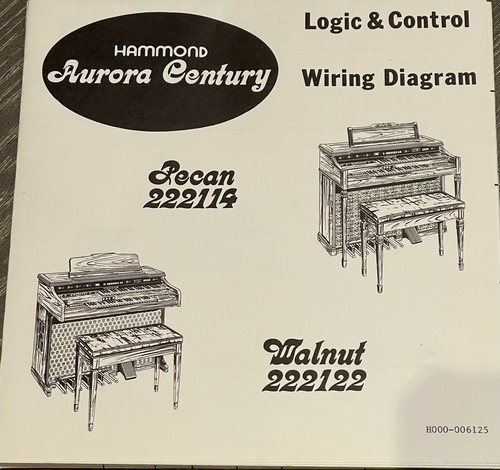 HAMMOND
Aurora Century
Logic & Control
Wiring Diagram
Pecan
222114
Walnut
222122
H000-006125